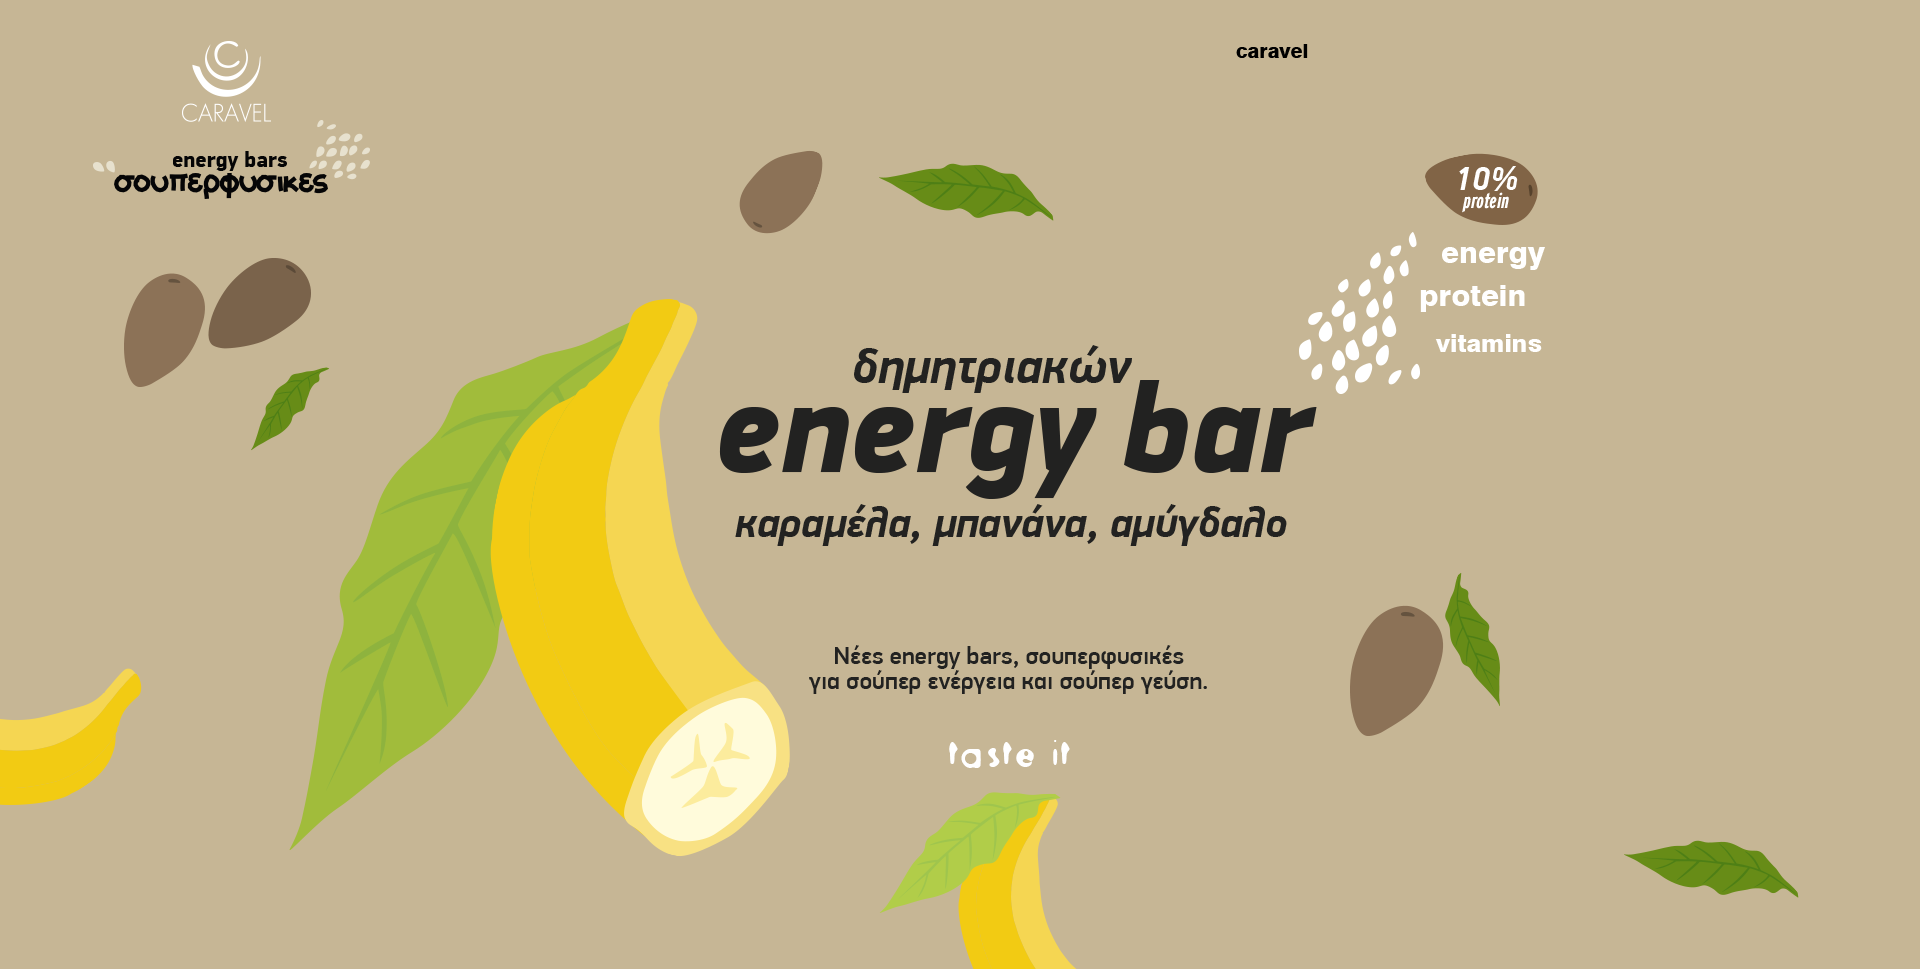 C
CARAVEL
energy bars
σουπερφυσικές
caravel
10%
protein
energy
protein
vitamins
δημητριακών
energy bar
καραμέλα, μπανάνα, αμύγδαλο
Νέες energy bars, σουπερφυσικές
για σούπερ ενέργεια και σούπερ γεύση.
taste it